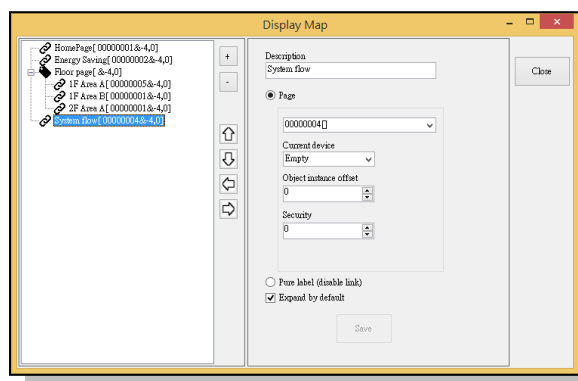 Display Map
HomePage[ 00000001&-4,0]
Energy Saving[ 00000002&-4,0]
Floor page[ &-4,0]
1F Area A[ 00000005&-4,0]
1F Area B[ 00000001&-4,0]
2F Area A[ 00000001&-4,0]
System flow[ 00000004&-4,0]
+
-
Description
System flow
Page
00000004[]
Current device
Empty
Object instance offset
0
Security
0
Pure label (disable link)
Expand by default
Save
Close